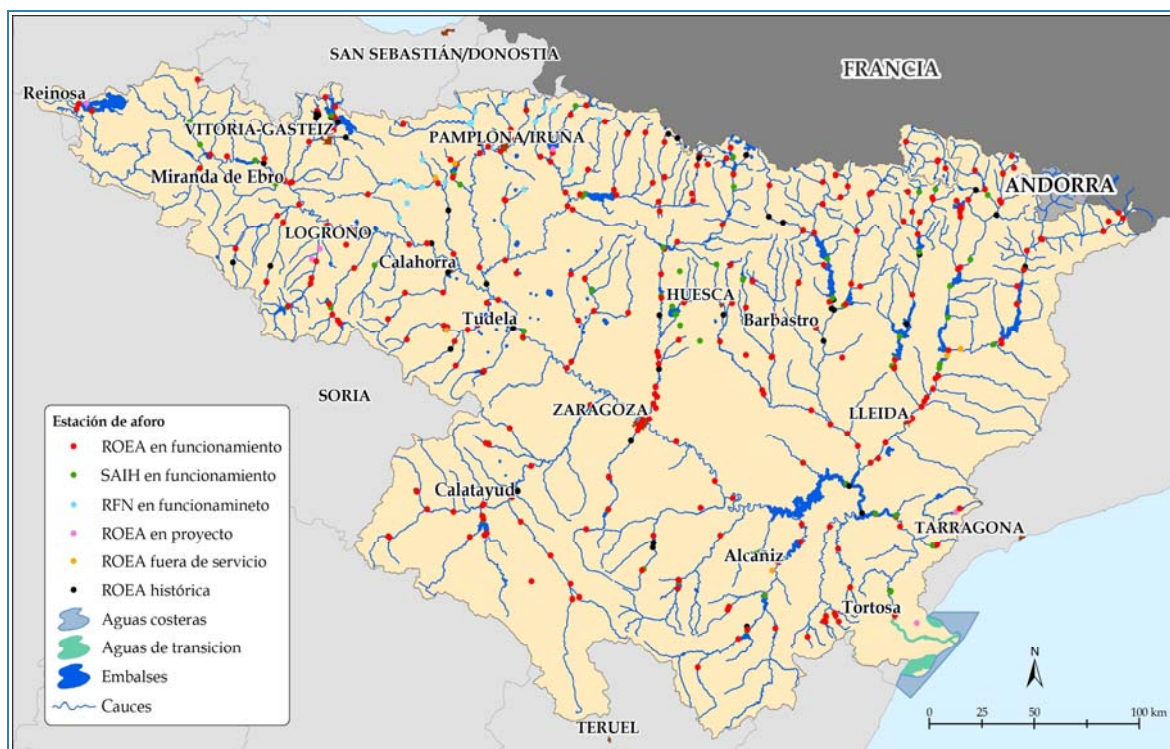 SAN SEBASTIÁN/DONOSTIA
FRANCIA
Reinosa
VITORIA-GASTEIZ
PAMPLONA/IRUÑA
Miranda de Ebro
ANDORRA
LOGROÑO
Calahorra
HUESCA
Tudela
Barbastro
SORIA
ZARAGOZA
LLEIDA
Calatayud
TARRAGONA
Alcañiz
Tortosa
TERUEL
Estación de aforo
ROEA en funcionamiento
SAIH en funcionamiento
RFN en funcionamineto
ROEA en proyecto
ROEA fuera de servicio
ROEA histórica
Aguas costeras
Aguas de transicion
Embalses
Cauces
N
0 25 50 100 km